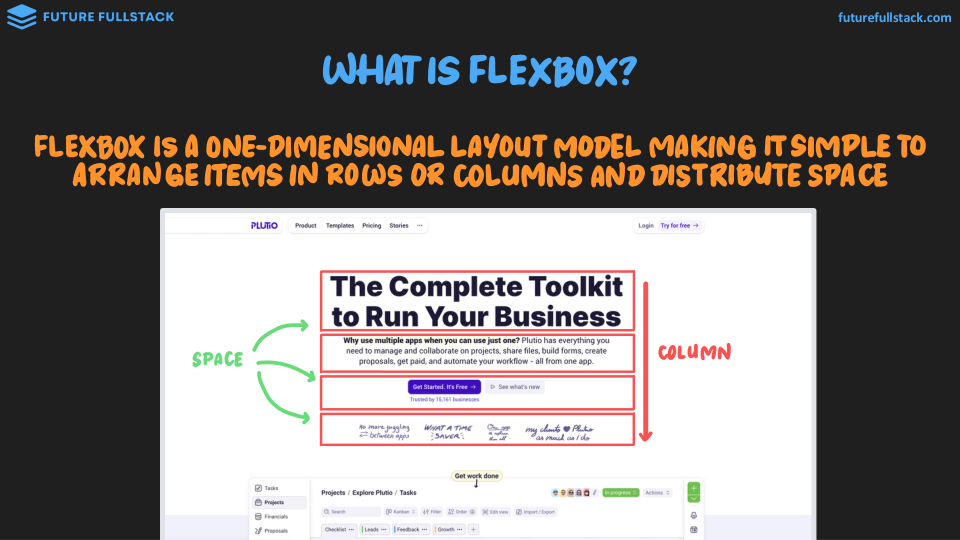 FUTURE FULLSTACK
futurefullstack.com
WHAT IS FLEXBOX?
FLEXBOX IS A ONE-DIMENSIONAL LAYOUT MODEL MAKING IT SIMPLE TO
ARRANGE ITEMS IN ROWS OR COLUMNS AND DISTRIBUTE SPACE
PLUTIO Product Templates Pricing Stories ··· Login Try for free →
The Complete Toolkit
to Run Your Business
Why use multiple apps when you can use just one? Plutio has everything you
need to manage and collaborate on projects, share files, build forms, create
proposals, get paid, and automate your workflow - all from one app.
SPACE
COLUMN
Get Started. It's Free → See what's new
Trusted by 15,161 businesses
No more juggling
between apps
WHAT A TIME
SAVER
One app
to replace
them all
my clients ♥ Plutio
as much as I do
Get work done
Tasks
Projects
Financials
Proposals
Projects / Explore Plutio / Tasks
In progress
Actions
Search Kanban Filter Order Edit view Import / Export
Checklist ··· Leads ··· Feedback ··· Growth ··· +